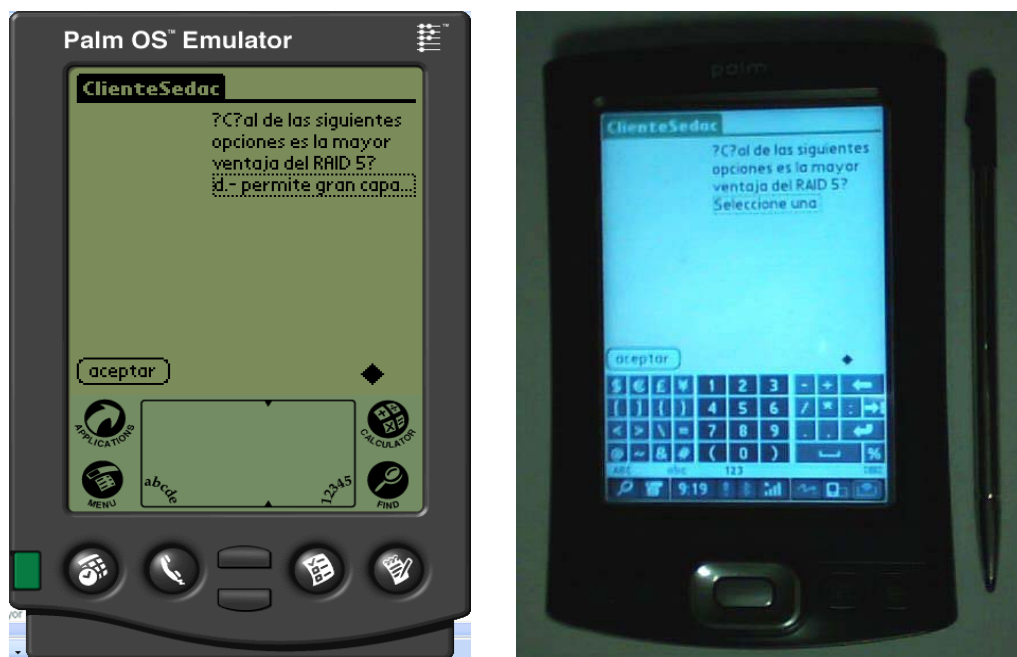 Palm OS™ Emulator
ClienteSedac
?C?al de las siguientes
opciones es la mayor
ventaja del RAID 5?
d.- permite gran capa...
aceptar
APPLICATIONS
CALCULATOR
MENU
abcde
12345
FIND
palm
ClienteSedac
?C?al de las siguientes
opciones es la mayor
ventaja del RAID 5?
Seleccione una
aceptar
$ € £ ¥ 1 2 3 - + ←
[ ] { } 4 5 6 / * :
< > \ = 7 8 9 . ,
@ ~ & # ( 0 ) %
ABC abc 123
9:19